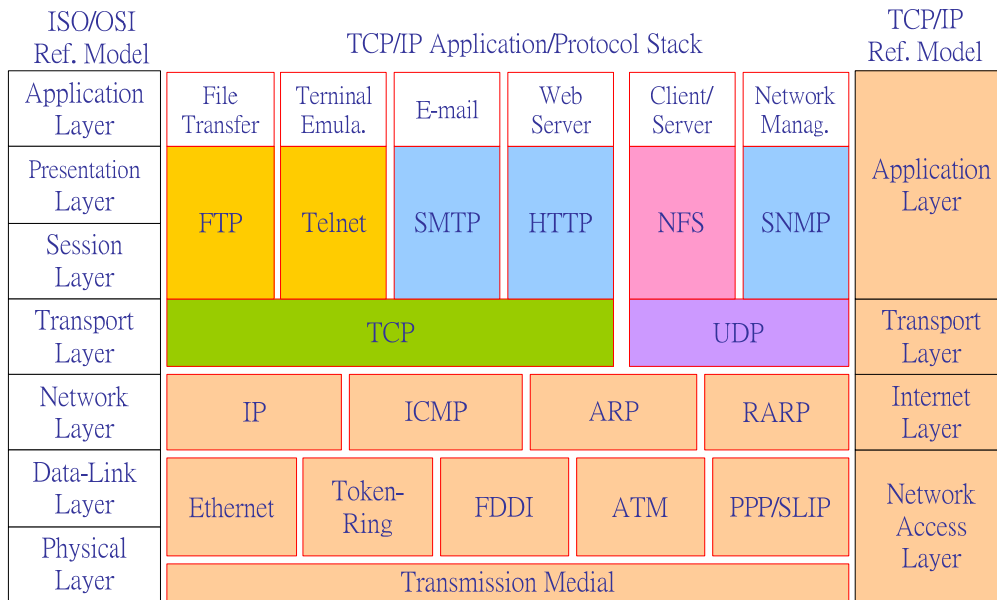 ISO/OSI
Ref. Model
TCP/IP Application/Protocol Stack
TCP/IP
Ref. Model
Application
Layer
File
Transfer
Terninal
Emula.
E-mail
Web
Server
Client/
Server
Network
Manag.
Presentation
Layer
Session
Layer
FTP
Telnet
SMTP
HTTP
NFS
SNMP
Application
Layer
Transport
Layer
TCP
UDP
Transport
Layer
Network
Layer
IP
ICMP
ARP
RARP
Internet
Layer
Data-Link
Layer
Physical
Layer
Ethernet
Token-
Ring
FDDI
ATM
PPP/SLIP
Transmission Medial
Network
Access
Layer